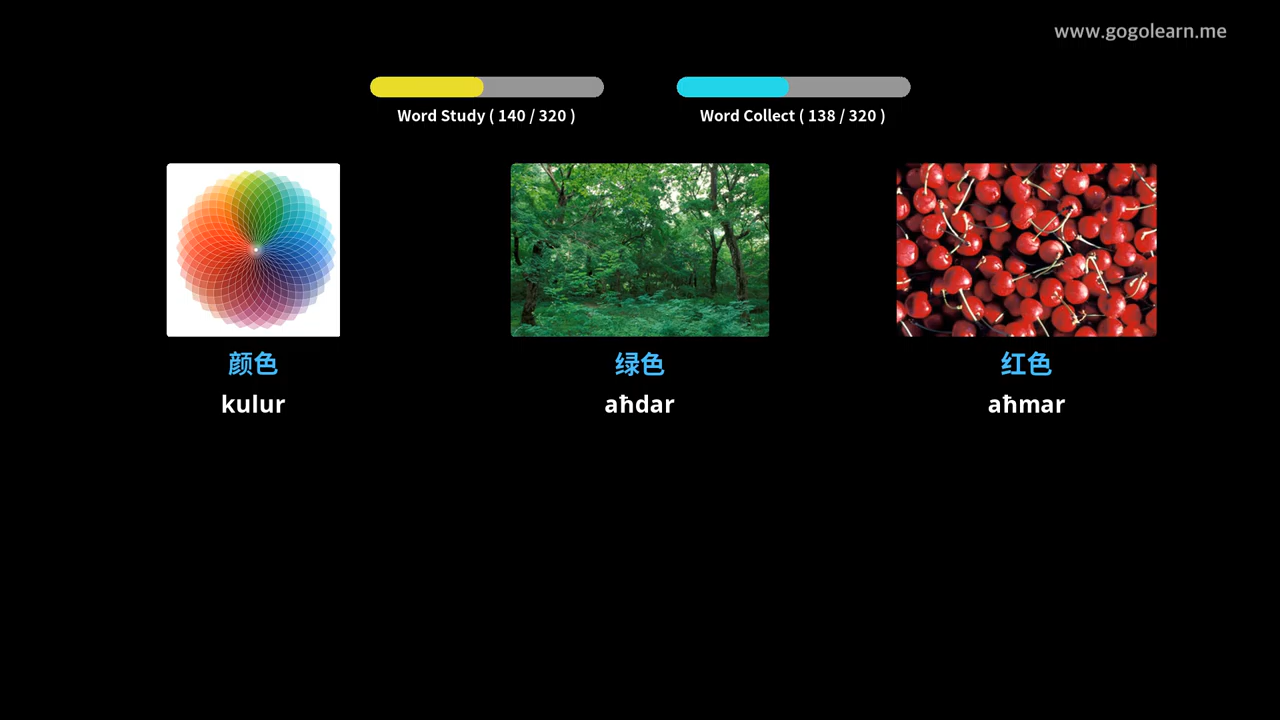 www.gogolearn.me
Word Study ( 140 / 320 )
Word Collect ( 138 / 320 )
颜色
绿色
红色
kulur
aħdar
aħmar